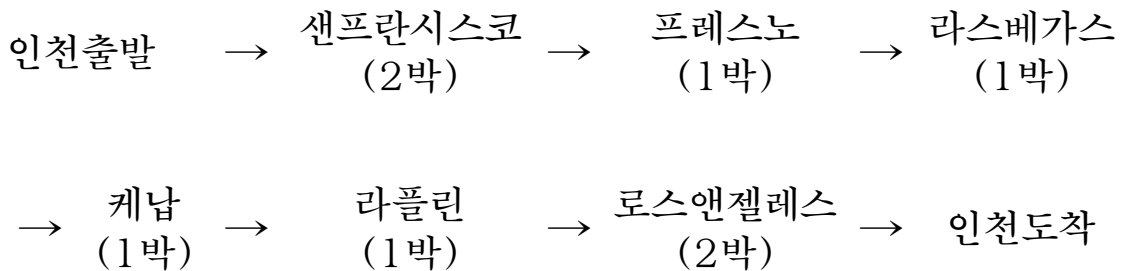 인천출발 → 샌프란시스코 → 프레스노 → 라스베가스
(2박) (1박) (1박)
→ 케납 → 라플린 → 로스앤젤레스 → 인천도착
(1박) (1박) (2박)